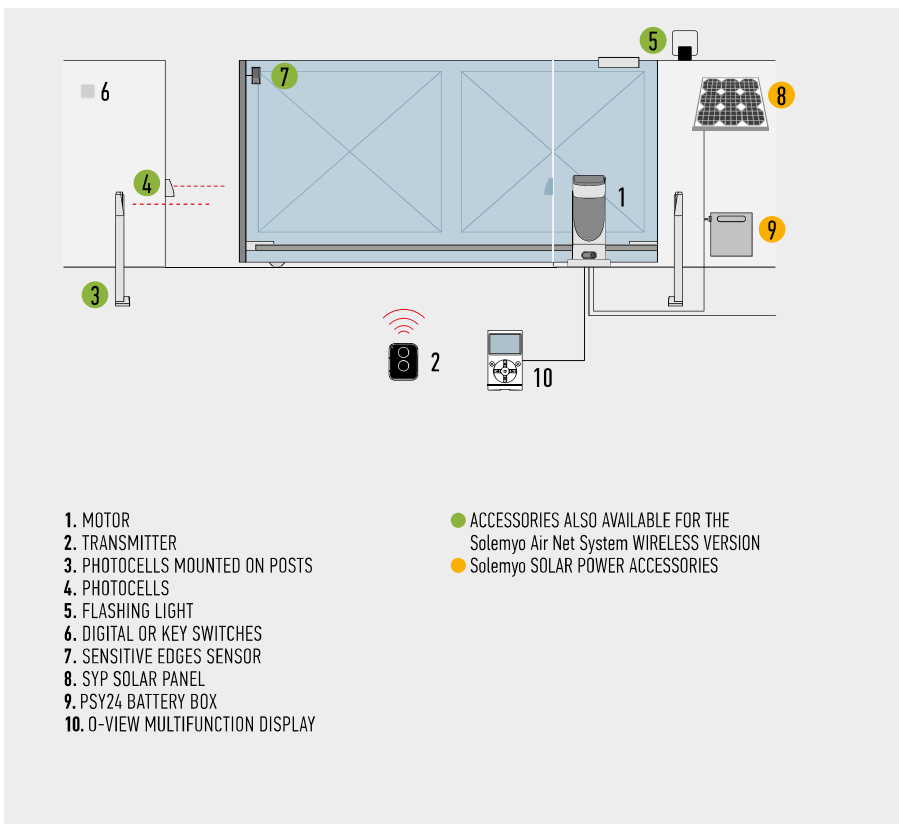 5
7
6
8
4
1
9
3
2
10
1. MOTOR
2. TRANSMITTER
3. PHOTOCELLS MOUNTED ON POSTS
4. PHOTOCELLS
5. FLASHING LIGHT
6. DIGITAL OR KEY SWITCHES
7. SENSITIVE EDGES SENSOR
8. SYP SOLAR PANEL
9. PSY24 BATTERY BOX
10. O-VIEW MULTIFUNCTION DISPLAY
ACCESSORIES ALSO AVAILABLE FOR THE
Solemyo Air Net System WIRELESS VERSION
Solemyo SOLAR POWER ACCESSORIES